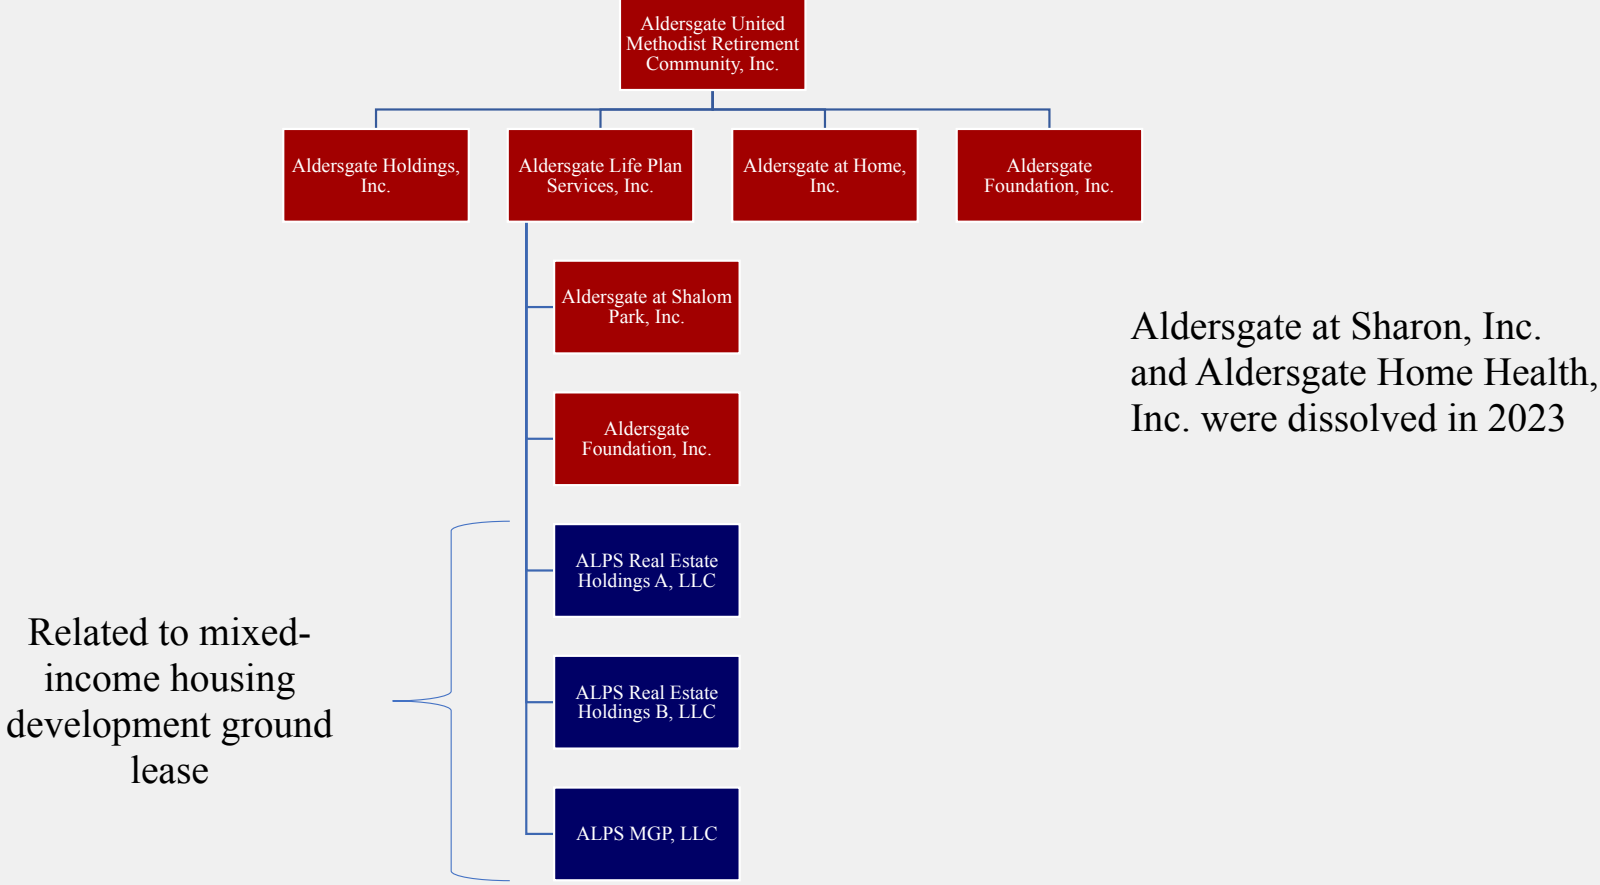 Aldersgate United
Methodist Retirement
Community, Inc.
Aldersgate Holdings,
Inc.
Aldersgate Life Plan
Services, Inc.
Aldersgate at Home,
Inc.
Aldersgate
Foundation, Inc.
Aldersgate at Shalom
Park, Inc.
Aldersgate
Foundation, Inc.
ALPS Real Estate
Holdings A, LLC
ALPS Real Estate
Holdings B, LLC
ALPS MGP, LLC
Aldersgate at Sharon, Inc.
and Aldersgate Home Health,
Inc. were dissolved in 2023
Related to mixed-
income housing
development ground
lease